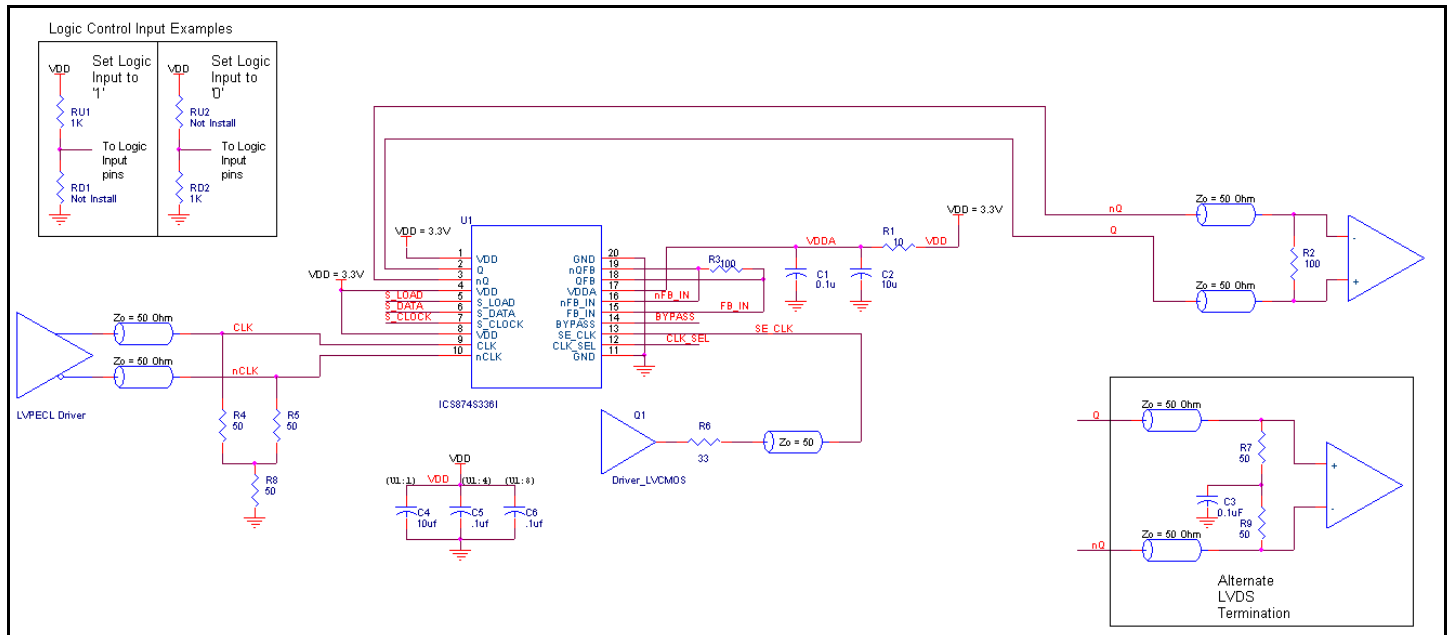 Logic Control Input Examples
Set Logic
Input to
'1'
VDD
RU1
1K
To Logic
Input
pins
RD1
Not Install
Set Logic
Input to
'0'
VDD
RU2
Not Install
To Logic
Input
pins
RD2
1K
U1
VDD = 3.3V
VDD = 3.3V
S_LOAD
S_DATA
S_CLOCK
1 VDD
2 Q
3 nQ
4 VDD
5 S_LOAD
6 S_DATA
7 S_CLOCK
8 VDD
9 CLK
10 nCLK
GND 20
nQFB 19
QFB 18
VDDA 17
nFB_IN 16
FB_IN 15
BYPASS 14
SE_CLK 13
CLK_SEL 12
GND 11
ICS874S336I
R3 100
nFB_IN
FB_IN
BYPASS
SE_CLK
CLK_SEL
VDDA
R1
10
VDD
VDD = 3.3V
C1
0.1u
C2
10u
nQ
Q
Zo = 50 Ohm
Zo = 50 Ohm
R2
100
-
+
Zo = 50 Ohm
CLK
Zo = 50 Ohm
nCLK
LVPECL Driver
R4
50
R5
50
R8
50
VDD
(U1:1)
VDD
(U1:4)
(U1:8)
C4
10uf
C5
.1uf
C6
.1uf
Q1
R6
33
Zo = 50
Driver_LVCMOS
Q
Zo = 50 Ohm
R7
50
C3
0.1uF
R9
50
+
-
nQ
Zo = 50 Ohm
Alternate
LVDS
Termination